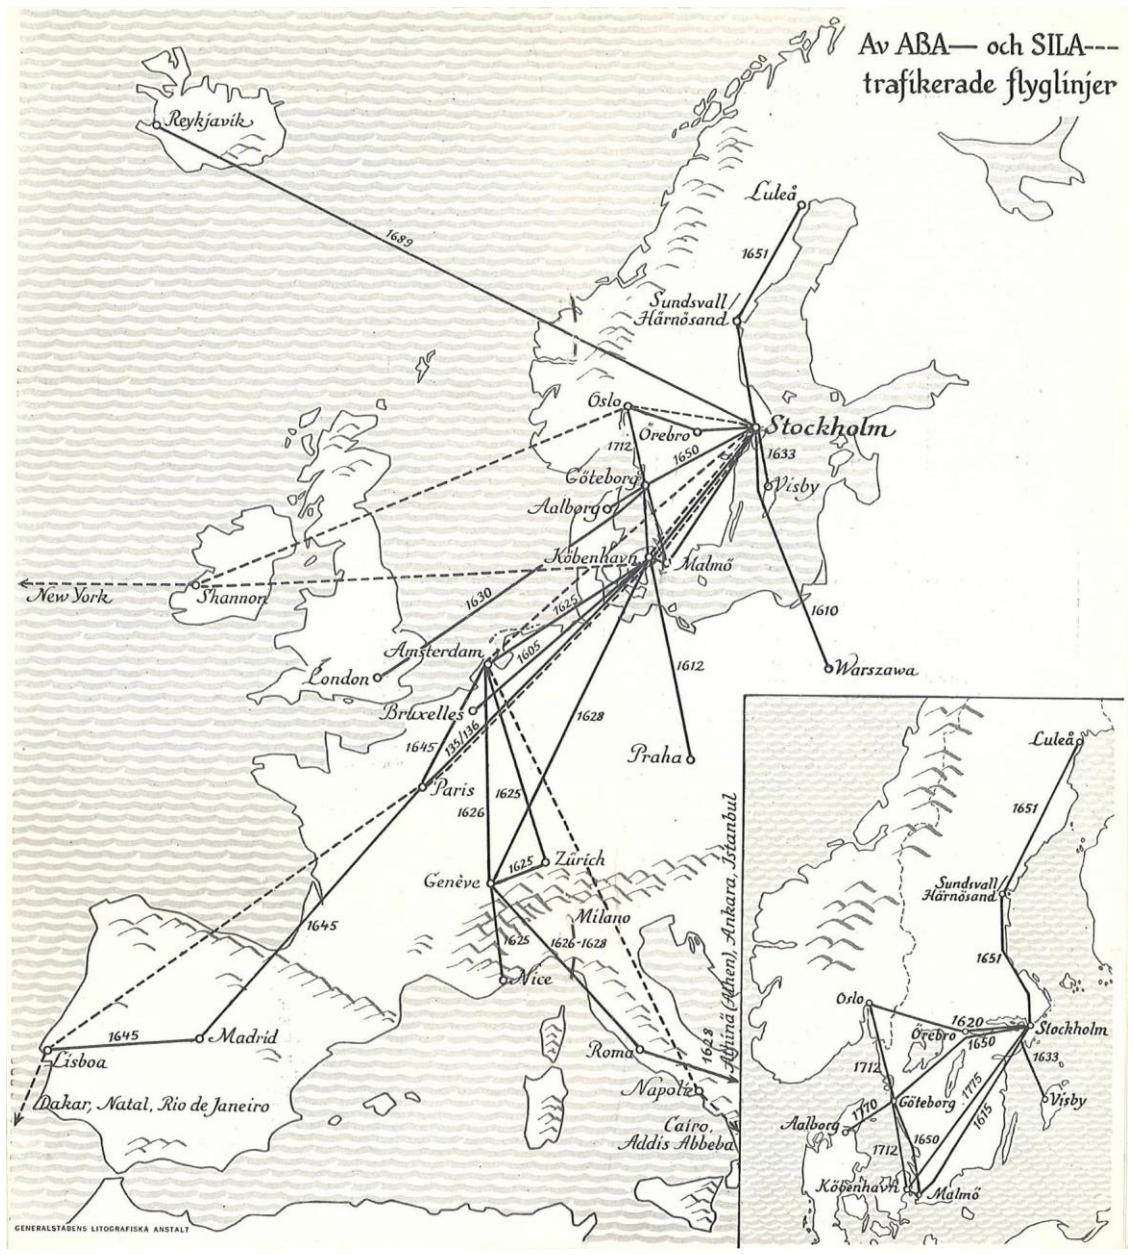 Av ABA— och SILA---
trafikerade flyglinjer
Reykjavik
1689
Luleå
1651
Sundsvall/
Härnösand
Oslo
Örebro
Stockholm
1712
1650
1633
Göteborg
Visby
Aalborg
Köbenhavn
Malmö
New York
Shannon
1630
1625
1610
Amsterdam
1605
1612
Warszawa
London
Bruxelles
1628
1645
135/136
Praha
Paris
1626
1625
Zürich
1625
Genève
Milano
1645
1625
1626-1628
Nice
Athinä (Athen), Ankara, Istanbul
1628
1645
Madrid
Lisboa
Roma
Napoli
Dakar, Natal, Rio de Janeiro
Cairo,
Addis Abbeba
Luleå
1651
Sundsvall/
Härnösand
1651
Oslo
Örebro
1620
1650
Stockholm
1633
1712
1775
1615
Visby
Göteborg
1770
Aalborg
1712
1650
Köbenhavn
Malmö
GENERALSTABENS LITOGRAFISKA ANSTALT